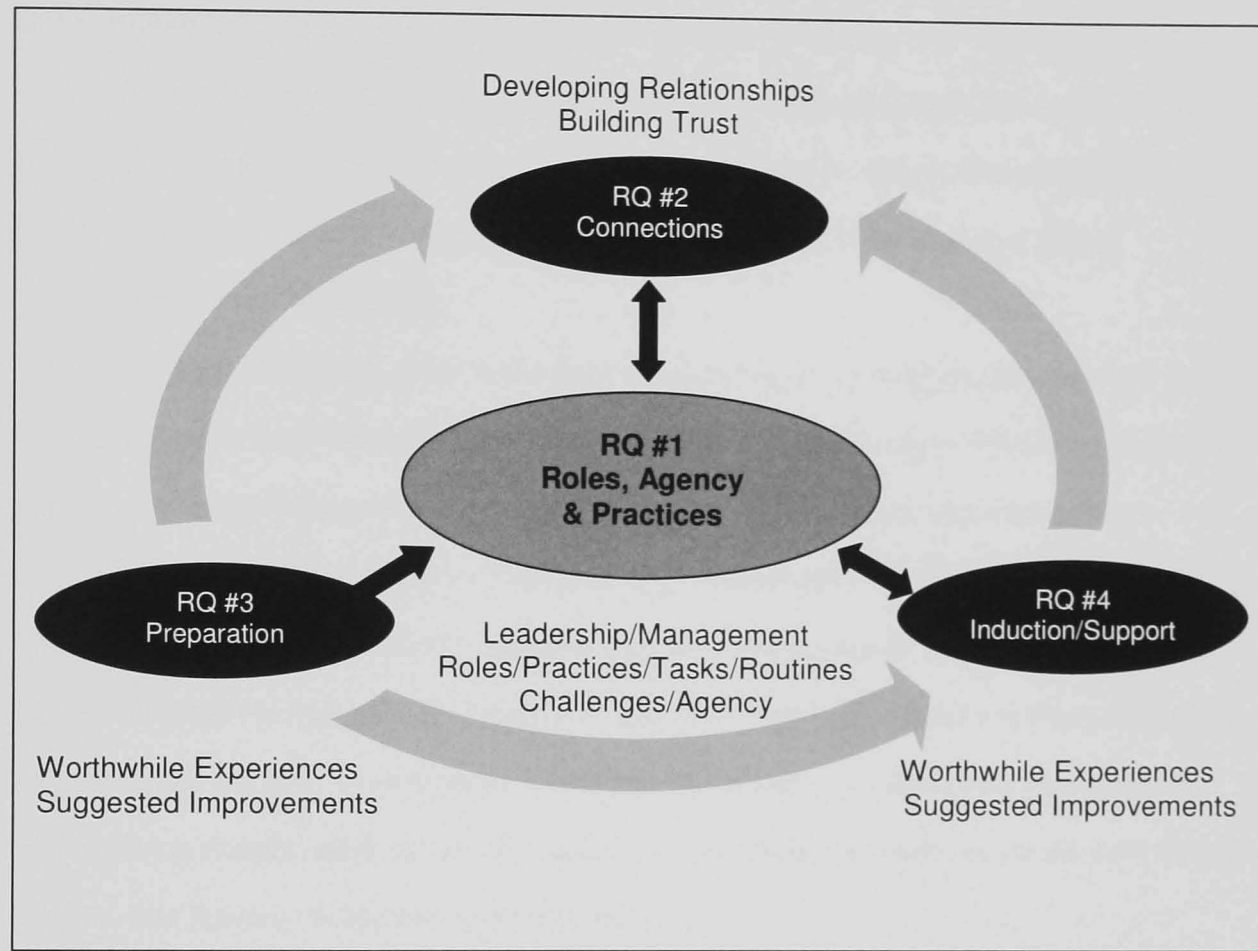 Developing Relationships
Building Trust
RQ #2
Connections
RQ #1
Roles, Agency
& Practices
RQ #3
Preparation
RQ #4
Induction/Support
Leadership/Management
Roles/Practices/Tasks/Routines
Challenges/Agency
Worthwhile Experiences
Suggested Improvements
Worthwhile Experiences
Suggested Improvements